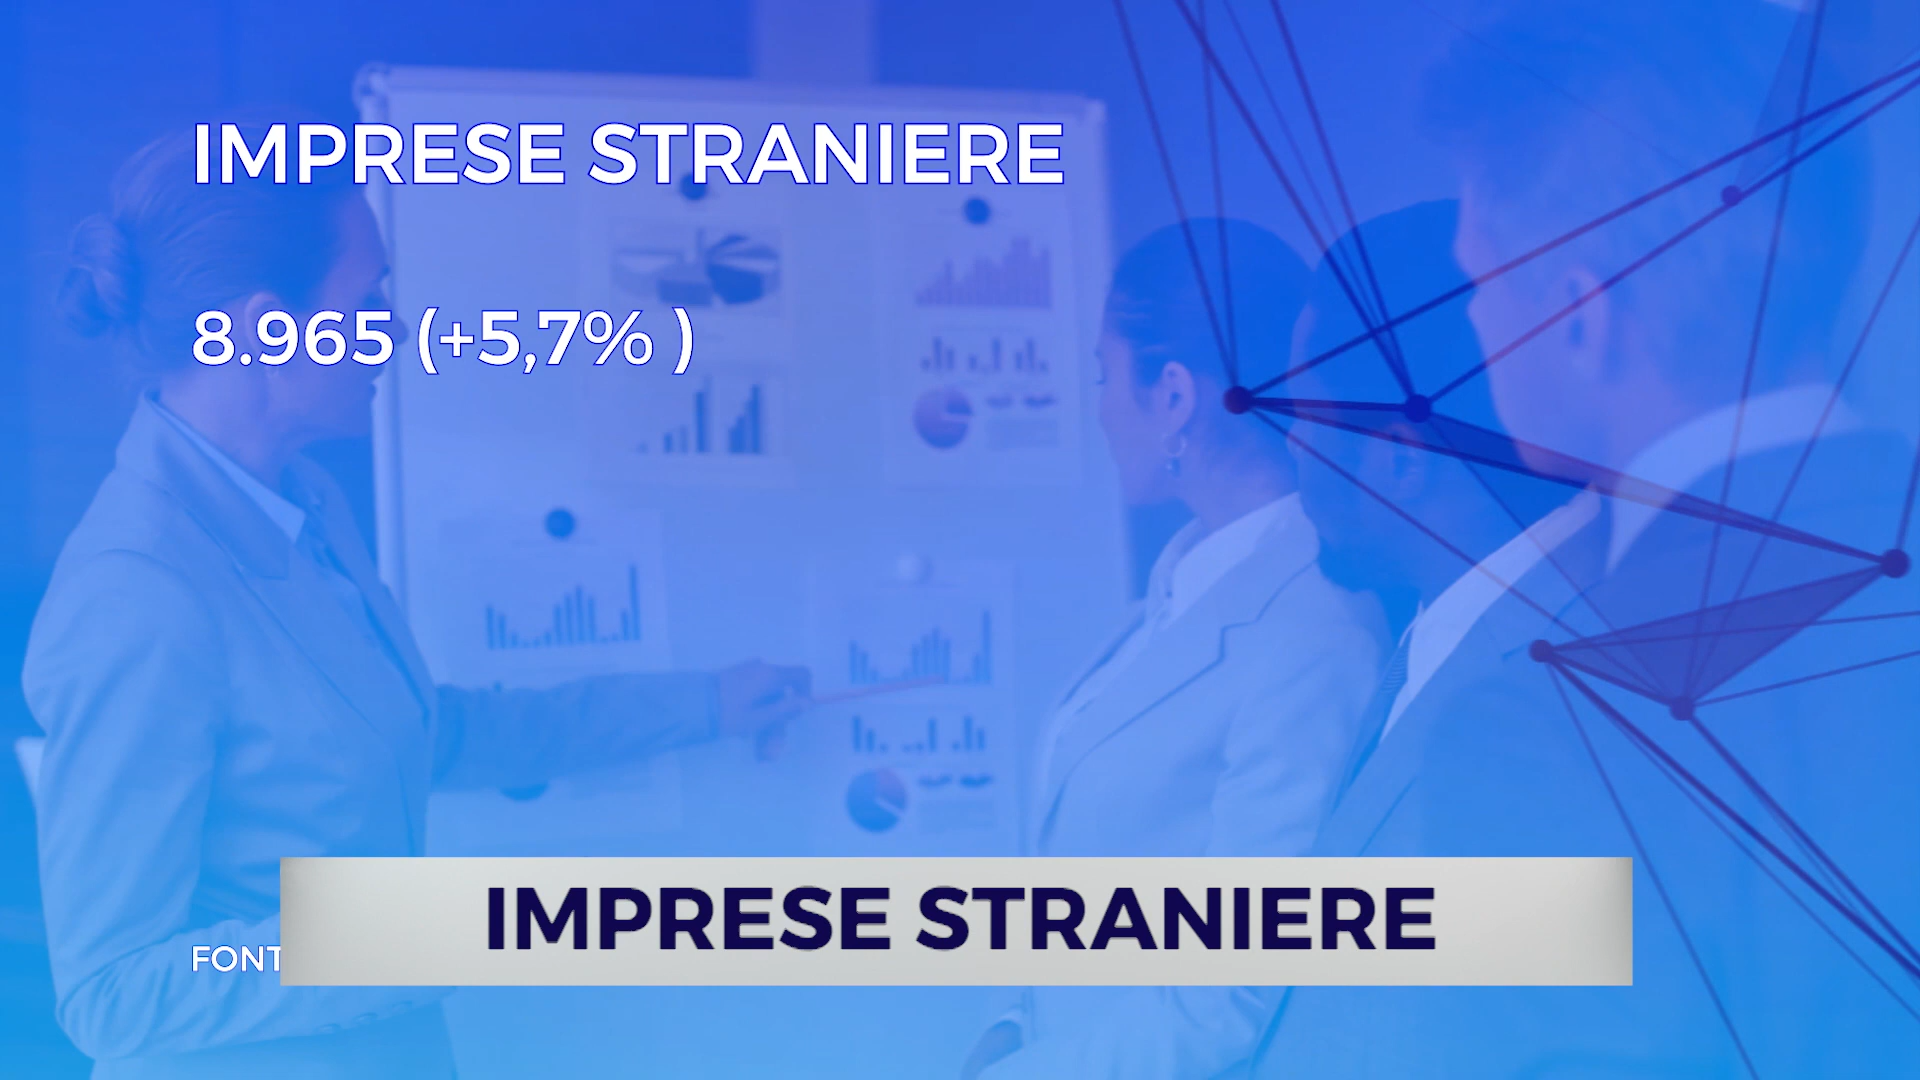 IMPRESE STRANIERE
8.965 (+5,7% )
FONT
IMPRESE STRANIERE